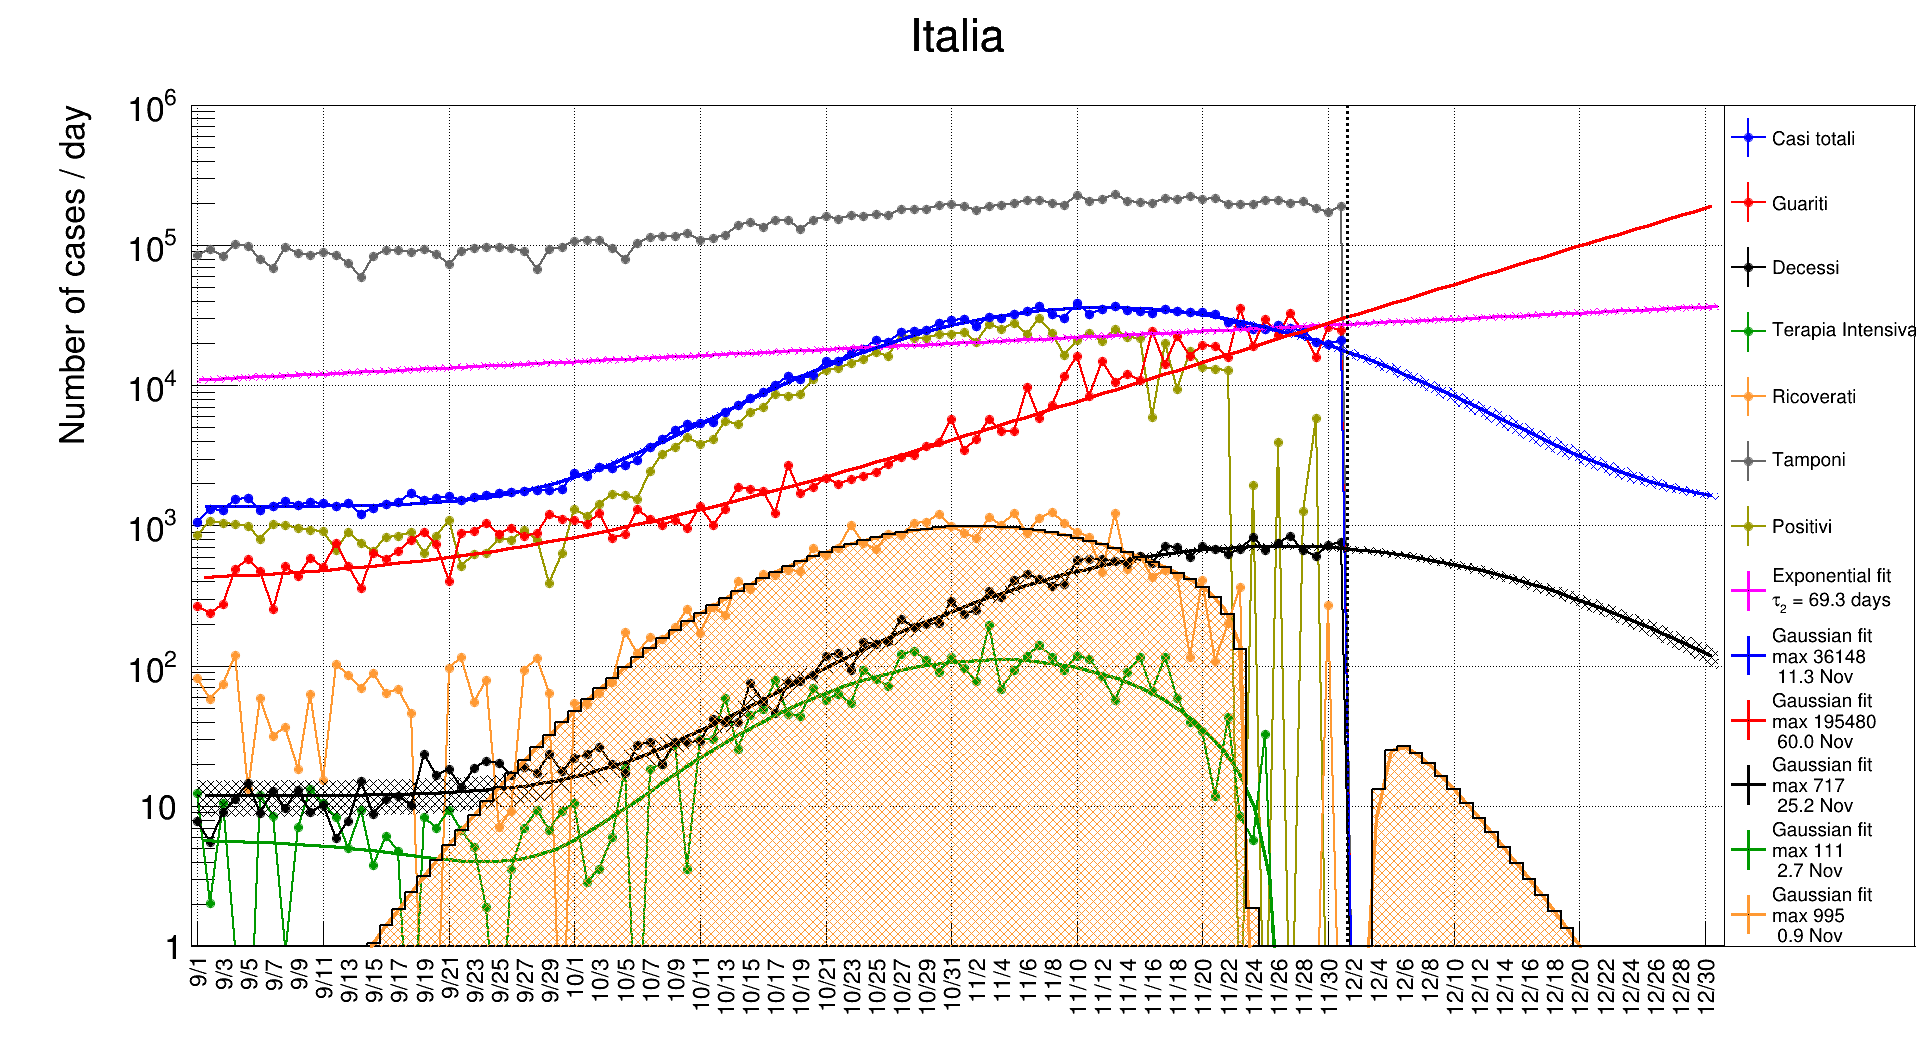 Italia
Number of cases / day
10^6
10^5
10^4
10^3
10^2
10
1
9/1
9/3
9/5
9/7
9/9
9/11
9/13
9/15
9/17
9/19
9/21
9/23
9/25
9/27
9/29
10/1
10/3
10/5
10/7
10/9
10/11
10/13
10/15
10/17
10/19
10/21
10/23
10/25
10/27
10/29
10/31
11/2
11/4
11/6
11/8
11/10
11/12
11/14
11/16
11/18
11/20
11/22
11/24
11/26
11/28
11/30
12/2
12/4
12/6
12/8
12/10
12/12
12/14
12/16
12/18
12/20
12/22
12/24
12/26
12/28
12/30
Casi totali
Guariti
Decessi
Terapia Intensiva
Ricoverati
Tamponi
Positivi
Exponential fit
τ₂ = 69.3 days
Gaussian fit
max 36148
11.3 Nov
Gaussian fit
max 195480
60.0 Nov
Gaussian fit
max 717
25.2 Nov
Gaussian fit
max 111
2.7 Nov
Gaussian fit
max 995
0.9 Nov